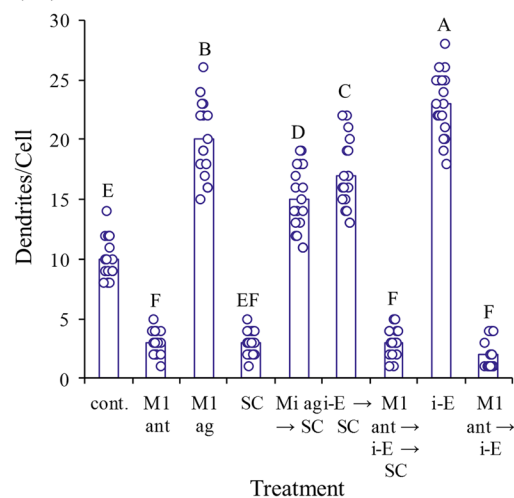 30
25
20
15
10
5
0
Dendrites/Cell
E
F
B
EF
D
C
F
A
F
cont. M1 M1 SC Mi ag i-E → M1 i-E M1
ant ag → SC SC ant → ant →
i-E → i-E
SC
Treatment